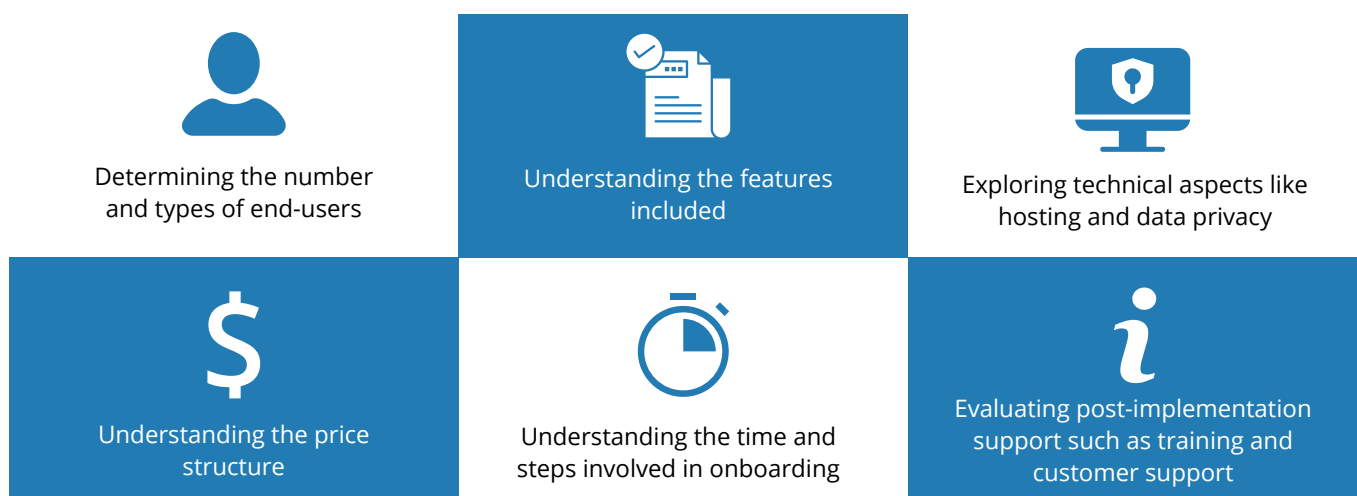 Determining the number
and types of end-users
Understanding the features
included
Exploring technical aspects like
hosting and data privacy
$
Understanding the price
structure
Understanding the time and
steps involved in onboarding
i
Evaluating post-implementation
support such as training and
customer support